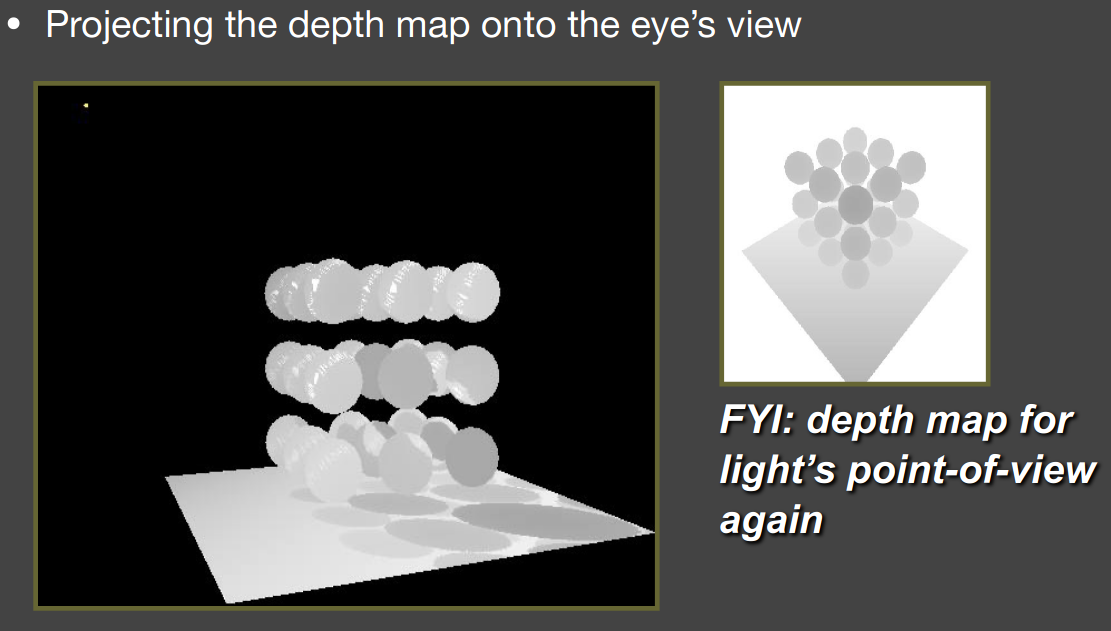 • Projecting the depth map onto the eye’s view
FYI: depth map for
light’s point-of-view
again